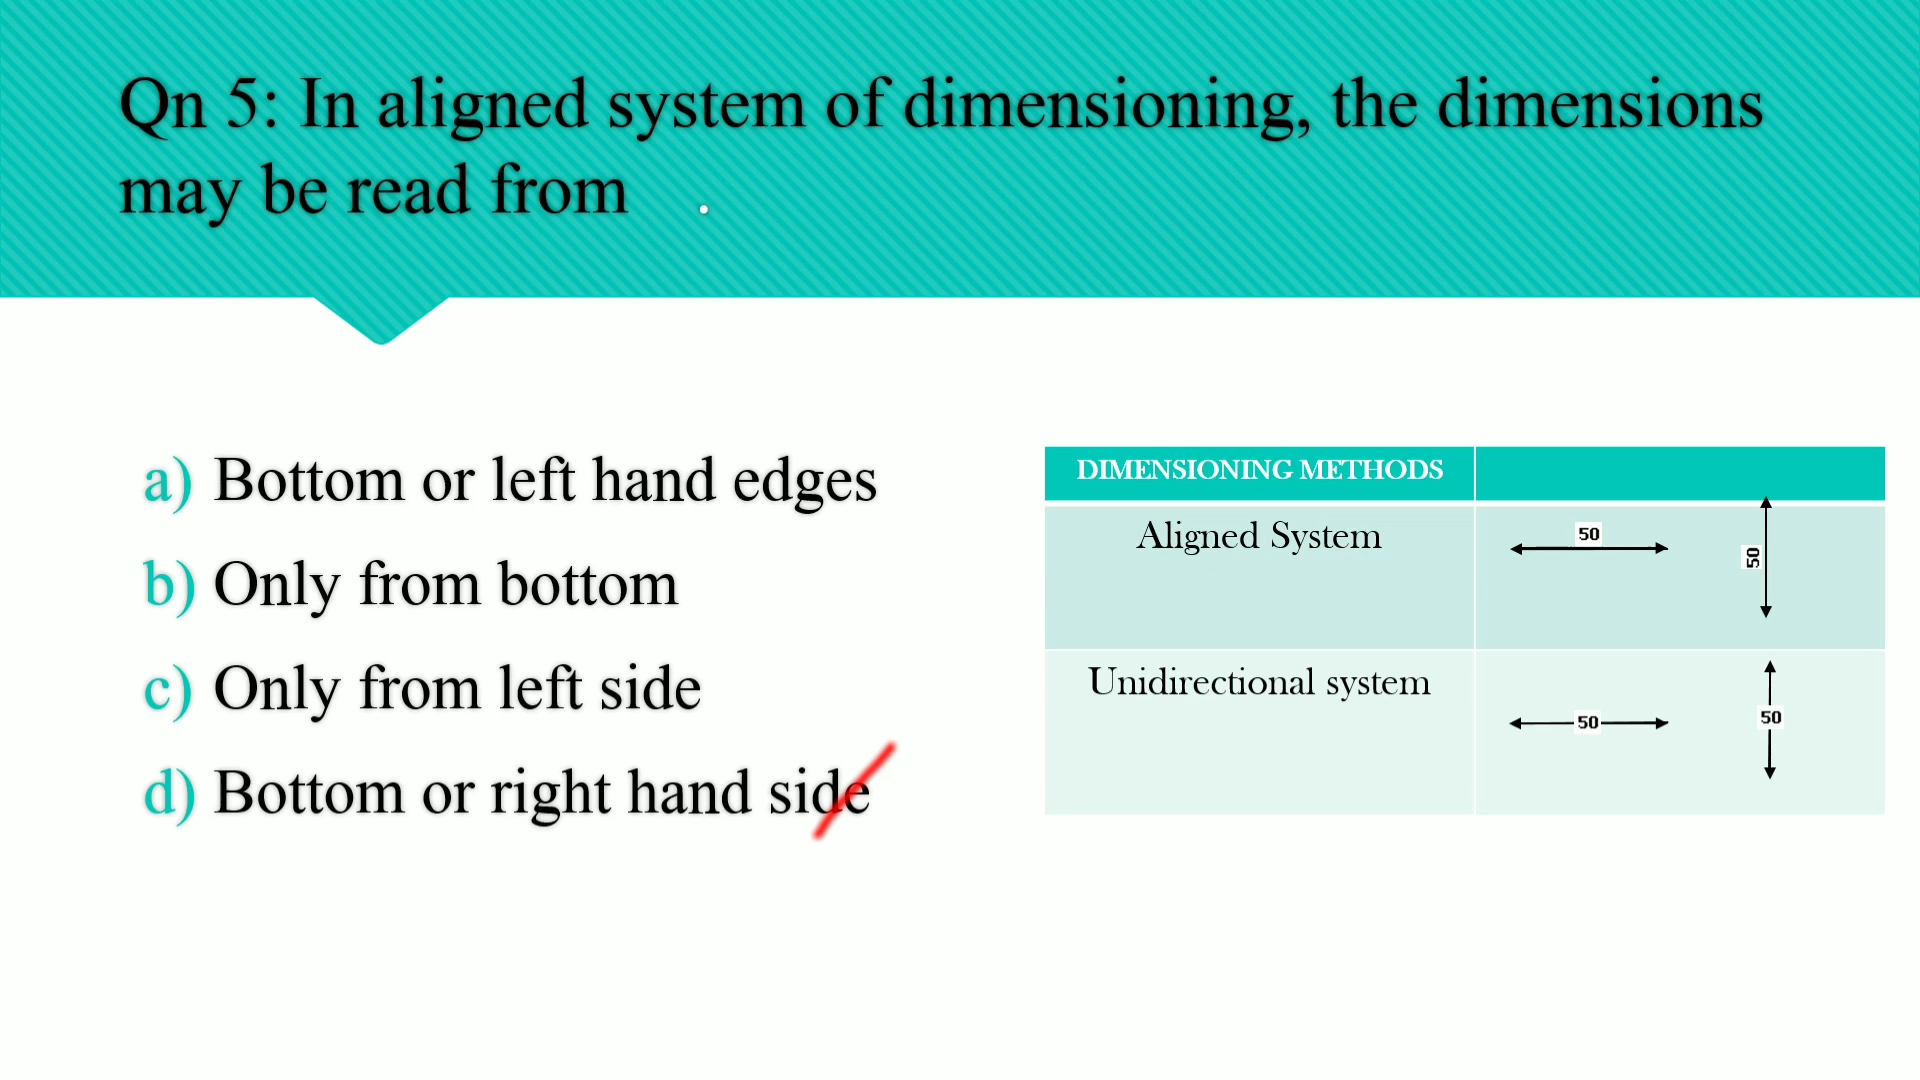 Qn 5: In aligned system of dimensioning, the dimensions
may be read from .
a) Bottom or left hand edges
b) Only from bottom
c) Only from left side
d) Bottom or right hand side
DIMENSIONING METHODS
Aligned System
50
50
Unidirectional system
50
50